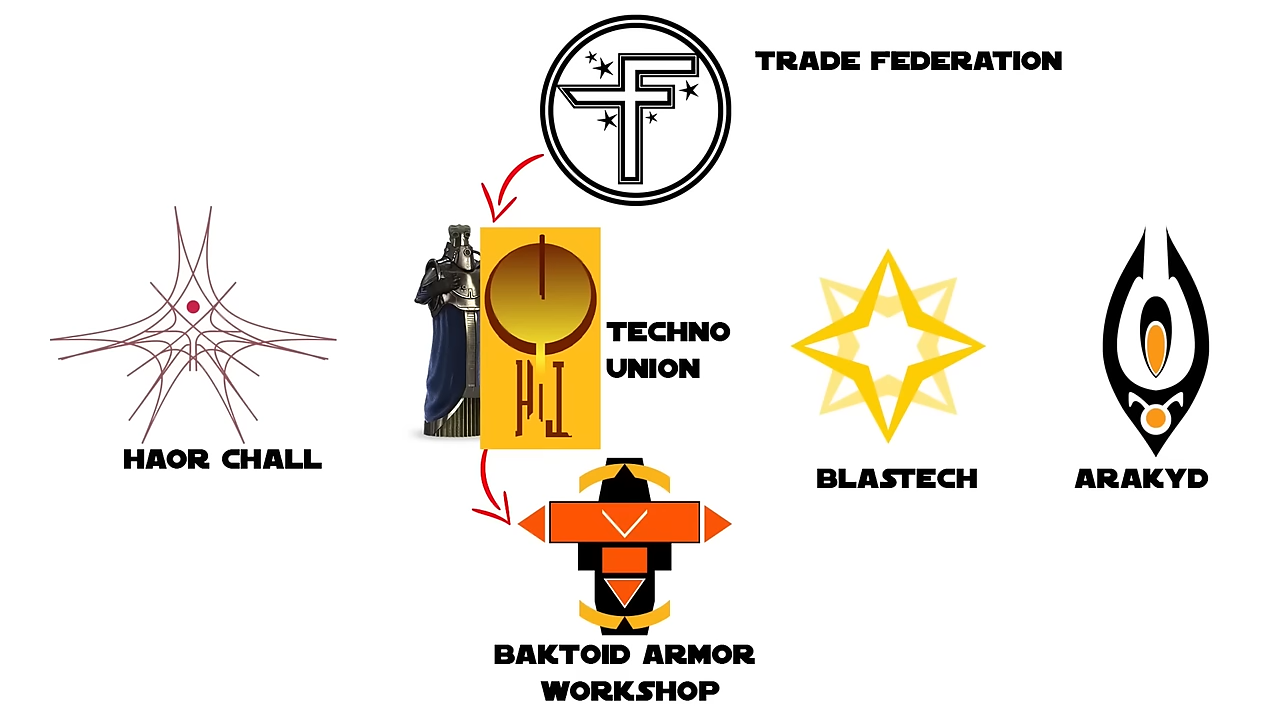 TRADE FEDERATION
TECHNO
UNION
HAOR CHALL
BLASTECH
ARAKYD
BAKTOID ARMOR
WORKSHOP